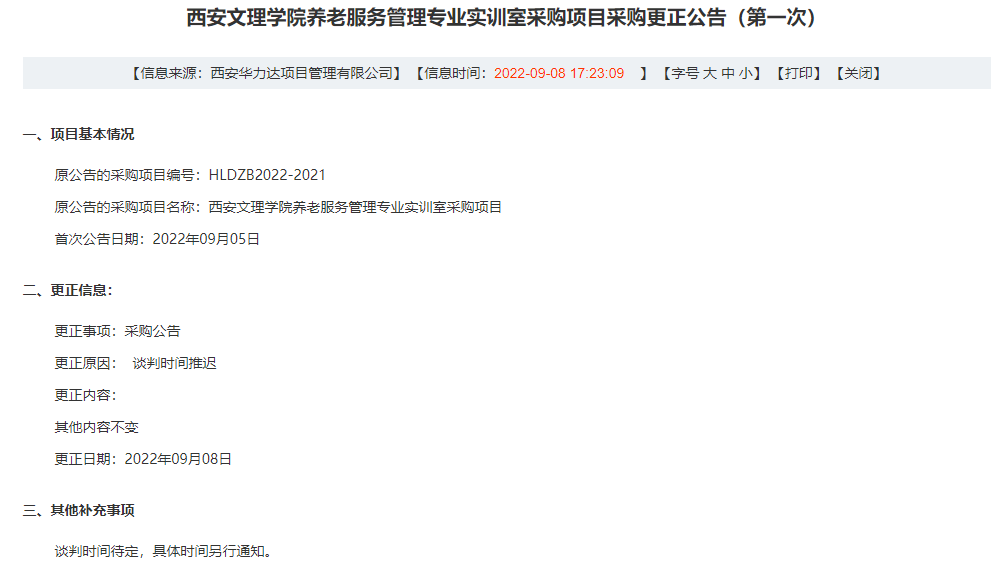 西安文理学院养老服务管理专业实训室采购项目采购更正公告（第一次）
【信息来源：西安华力达项目管理有限公司】 【信息时间：2022-09-08 17:23:09 】 【字号 大 中 小】 【打印】 【关闭】
一、项目基本情况
原公告的采购项目编号：HLDZB2022-2021
原公告的采购项目名称：西安文理学院养老服务管理专业实训室采购项目
首次公告日期：2022年09月05日
二、更正信息：
更正事项：采购公告
更正原因： 谈判时间推迟
更正内容：
其他内容不变
更正日期：2022年09月08日
三、其他补充事项
谈判时间待定，具体时间另行通知。